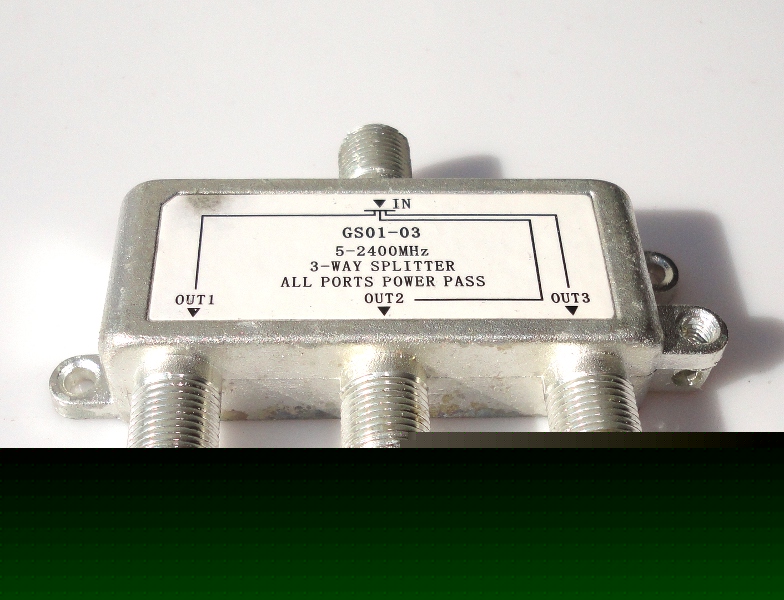 IN
GS01-03
5-2400MHz
3-WAY SPLITTER
ALL PORTS POWER PASS
OUT1 OUT2 OUT3